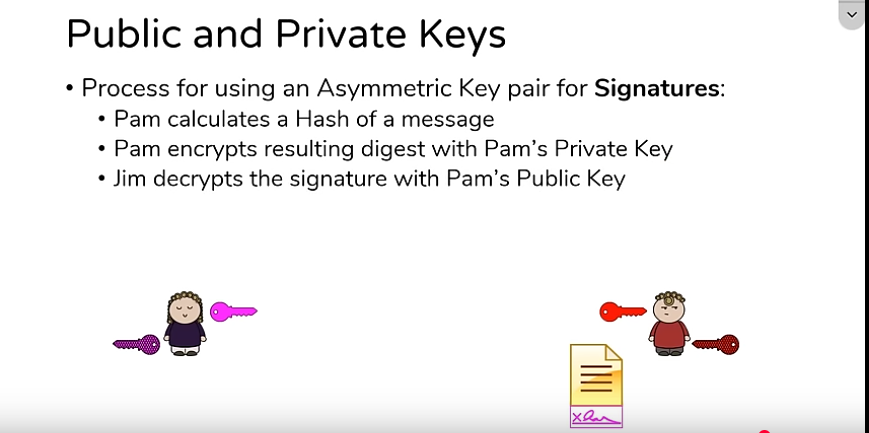 Public and Private Keys
• Process for using an Asymmetric Key pair for Signatures:
• Pam calculates a Hash of a message
• Pam encrypts resulting digest with Pam's Private Key
• Jim decrypts the signature with Pam's Public Key